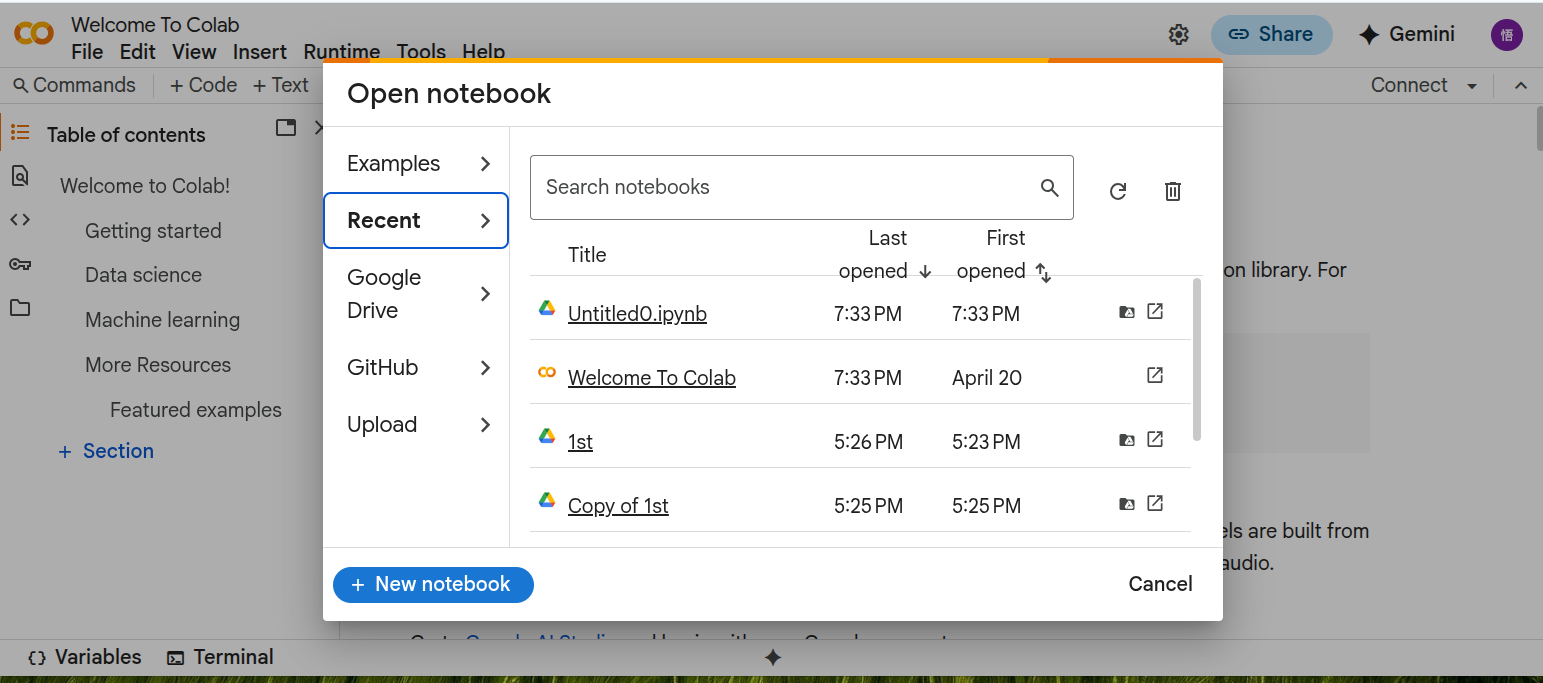 Welcome To Colab
File Edit View Insert Runtime Tools Help
Share
Gemini
悟
Commands
+ Code + Text
Connect
Table of contents
Welcome to Colab!
Getting started
Data science
Machine learning
More Resources
Featured examples
+ Section
Open notebook
Examples
Recent
Google
Drive
GitHub
Upload
Search notebooks
Title
Last
opened
First
opened
Untitled0.ipynb 7:33 PM 7:33 PM
Welcome To Colab 7:33 PM April 20
1st 5:26 PM 5:23 PM
Copy of 1st 5:25 PM 5:25 PM
+ New notebook
Cancel
on library. For
els are built from
audio.
Variables
Terminal